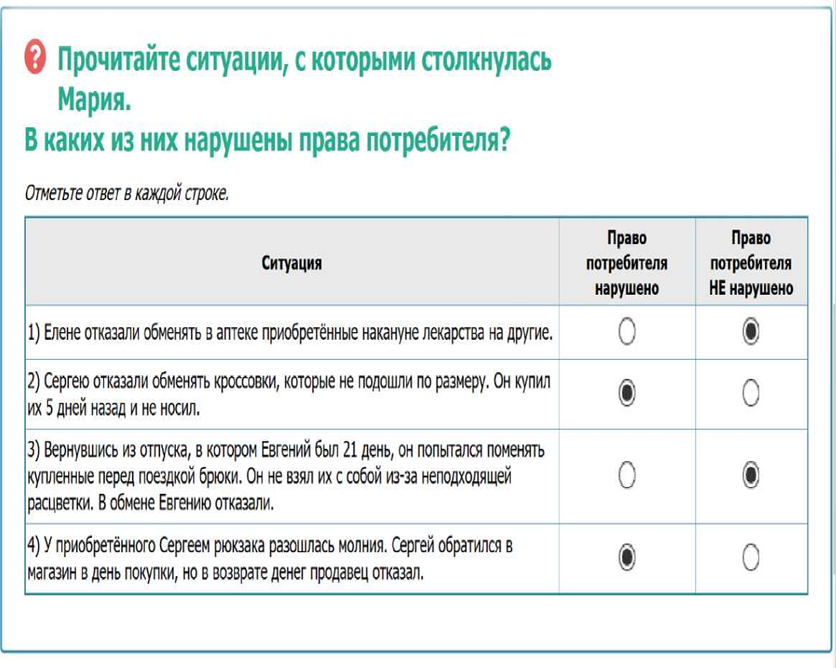 ? Прочитайте ситуации, с которыми столкнулась
Мария.
В каких из них нарушены права потребителя?
Отметьте ответ в каждой строке.
Ситуация
Право
потребителя
нарушено
Право
потребителя
НЕ нарушено
1) Елене отказали обменять в аптеке приобретённые накануне лекарства на другие.
2) Сергею отказали обменять кроссовки, которые не подошли по размеру. Он купил
их 5 дней назад и не носил.
3) Вернувшись из отпуска, в котором Евгений был 21 день, он попытался поменять
купленные перед поездкой брюки. Он не взял их с собой из-за неподходящей
расцветки. В обмене Евгению отказали.
4) У приобретённого Сергеем рюкзака разошлась молния. Сергей обратился в
магазин в день покупки, но в возврате денег продавец отказал.